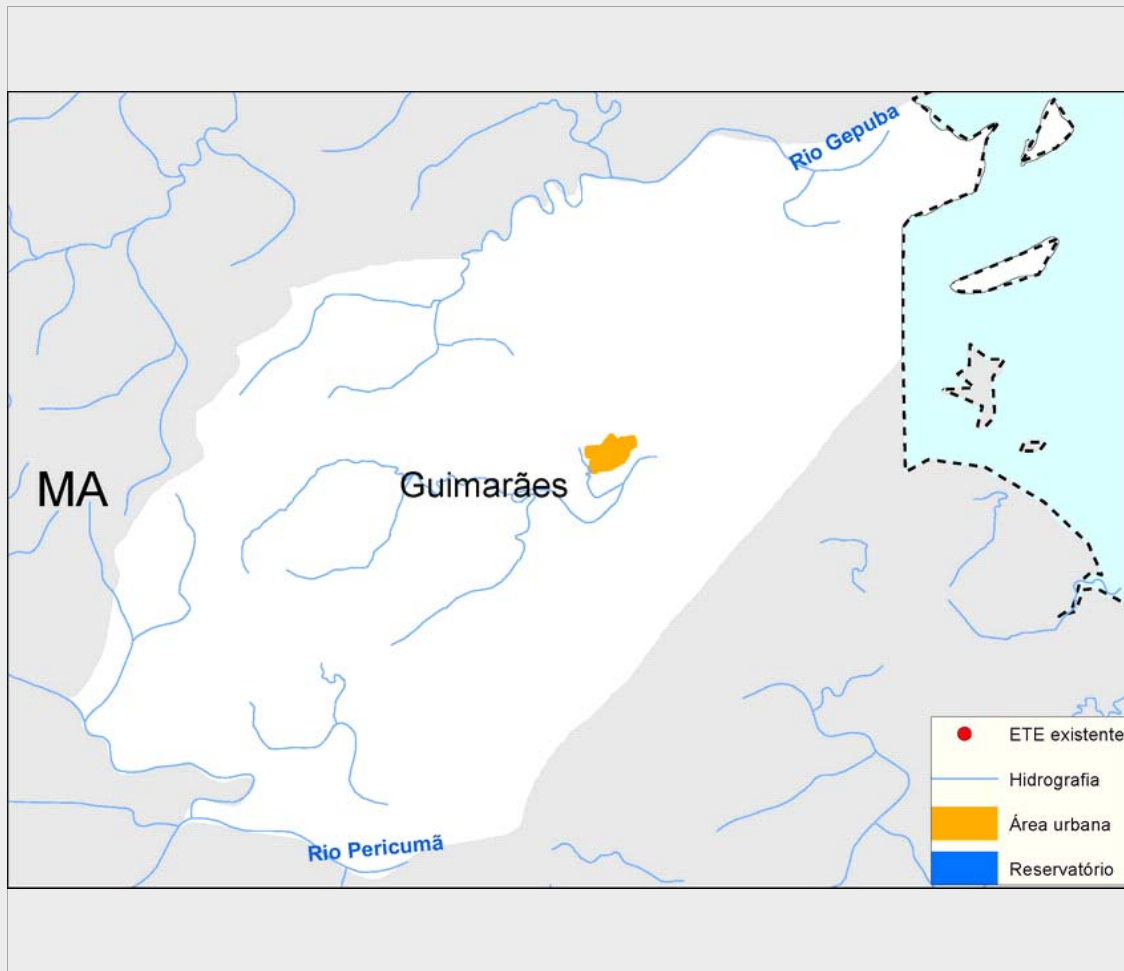 Rio Gepuba
MA
Guimarães
Rio Pericumã
ETE existente
Hidrografia
Área urbana
Reservatório